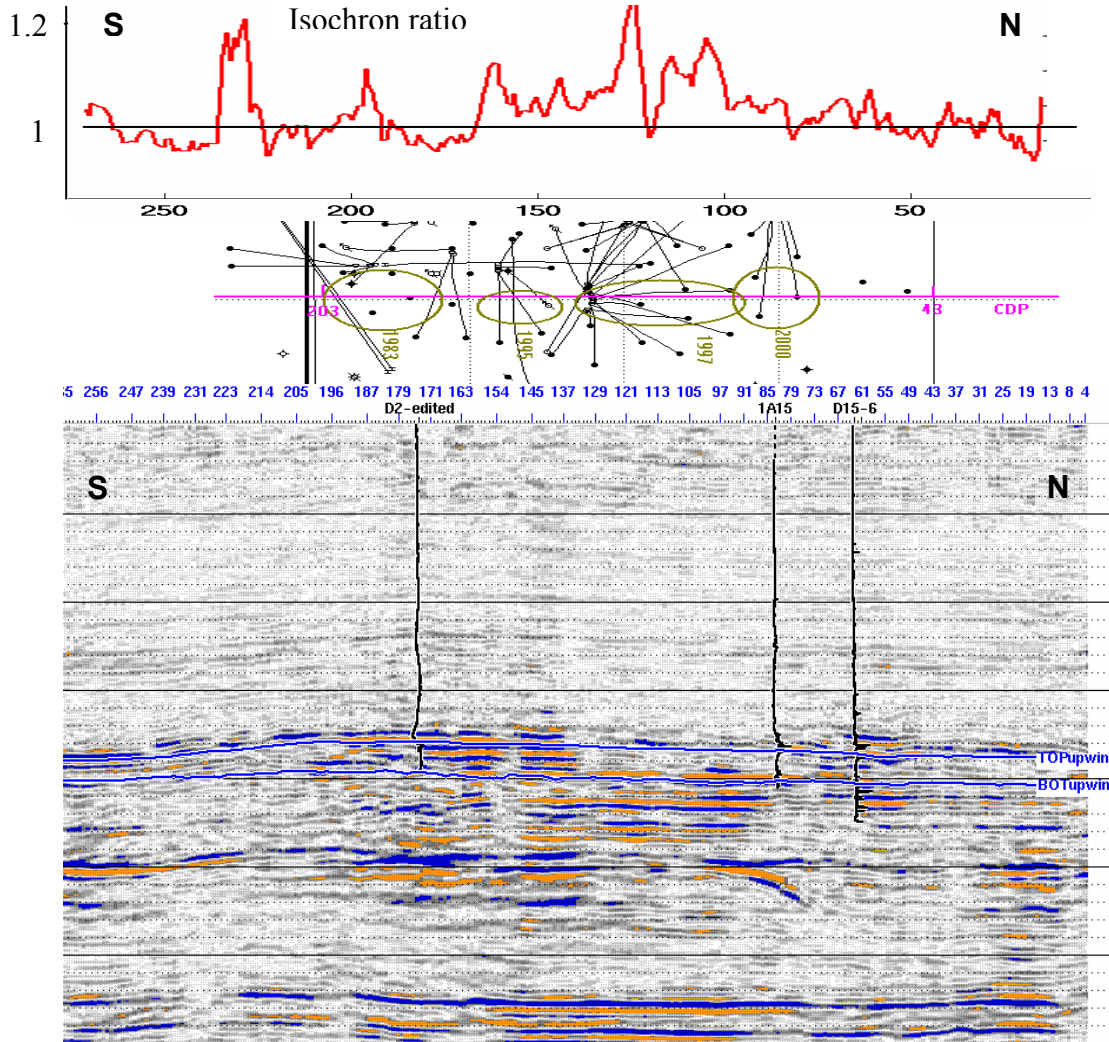 Isochron ratio
1.2 S N
1
250 200 150 100 50
203 43 CDP
1983 1995 1997 2000
256 247 239 231 223 214 205 196 187 179 171 163 154 145 137 129 121 113 105 97 91 85 79 73 67 61 55 49 43 37 31 25 19 13 8 4
D2-edited 1A15 D15-6
S N
TOPupwin
BOTupwin